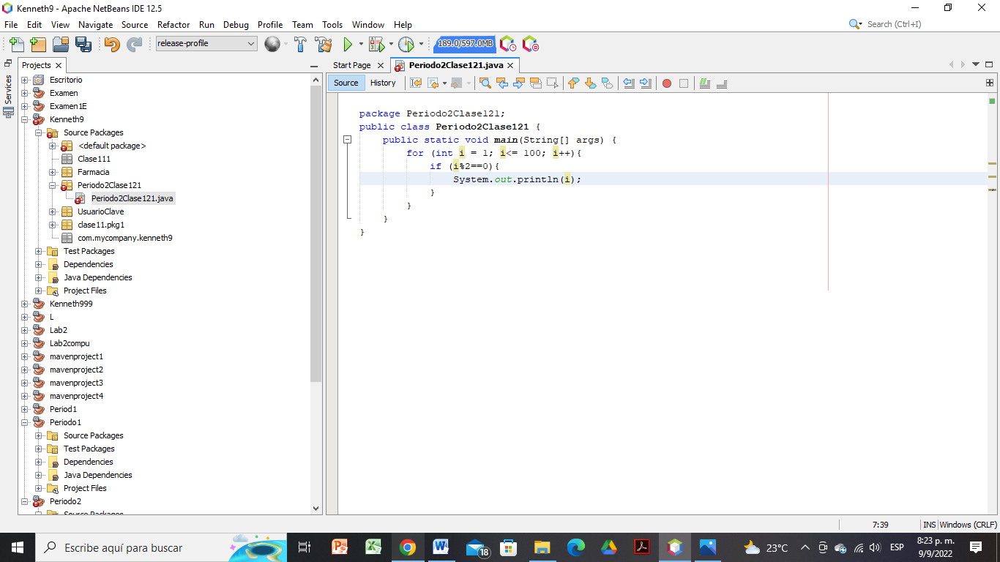 Kenneth9 - Apache NetBeans IDE 12.5
File Edit View Navigate Source Refactor Run Debug Profile Team Tools Window Help
Search (Ctrl+I)
release-profile
189.0/597.0MB
Services
Projects
Escritorio
Examen
Examen1E
Kenneth9
Source Packages
<default package>
Clase111
Farmacia
Periodo2Clase121
Periodo2Clase121.java
UsuarioClave
clase11.pkg1
com.mycompany.kenneth9
Test Packages
Dependencies
Java Dependencies
Project Files
Kenneth999
L
Lab2
Lab2compu
mavenproject1
mavenproject2
mavenproject3
mavenproject4
Period1
Periodo1
Source Packages
Test Packages
Dependencies
Java Dependencies
Project Files
Periodo2
Source Packages
Start Page Periodo2Clase121.java
Source History
package Periodo2Clase121;
public class Periodo2Clase121 {
public static void main(String[] args) {
for (int i = 1; i<= 100; i++){
if (i%2==0){
System.out.println(i);
}
}
}
}
7:39 INS Windows (CRLF)
Escribe aquí para buscar
18
23°C
ESP
8:23 p. m.
9/9/2022